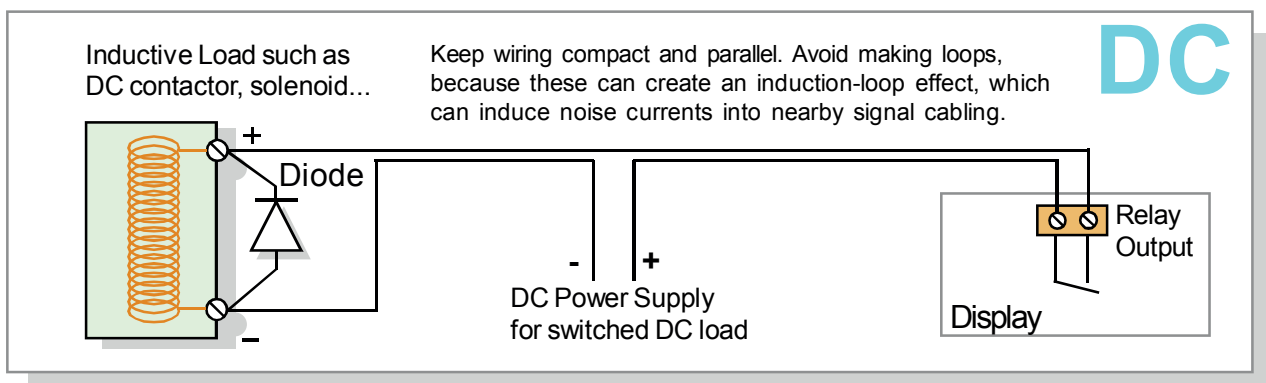 Inductive Load such as
DC contactor, solenoid...
Keep wiring compact and parallel. Avoid making loops,
because these can create an induction-loop effect, which
can induce noise currents into nearby signal cabling.
DC
+
Diode
–
- +
DC Power Supply
for switched DC load
Relay
Output
Display